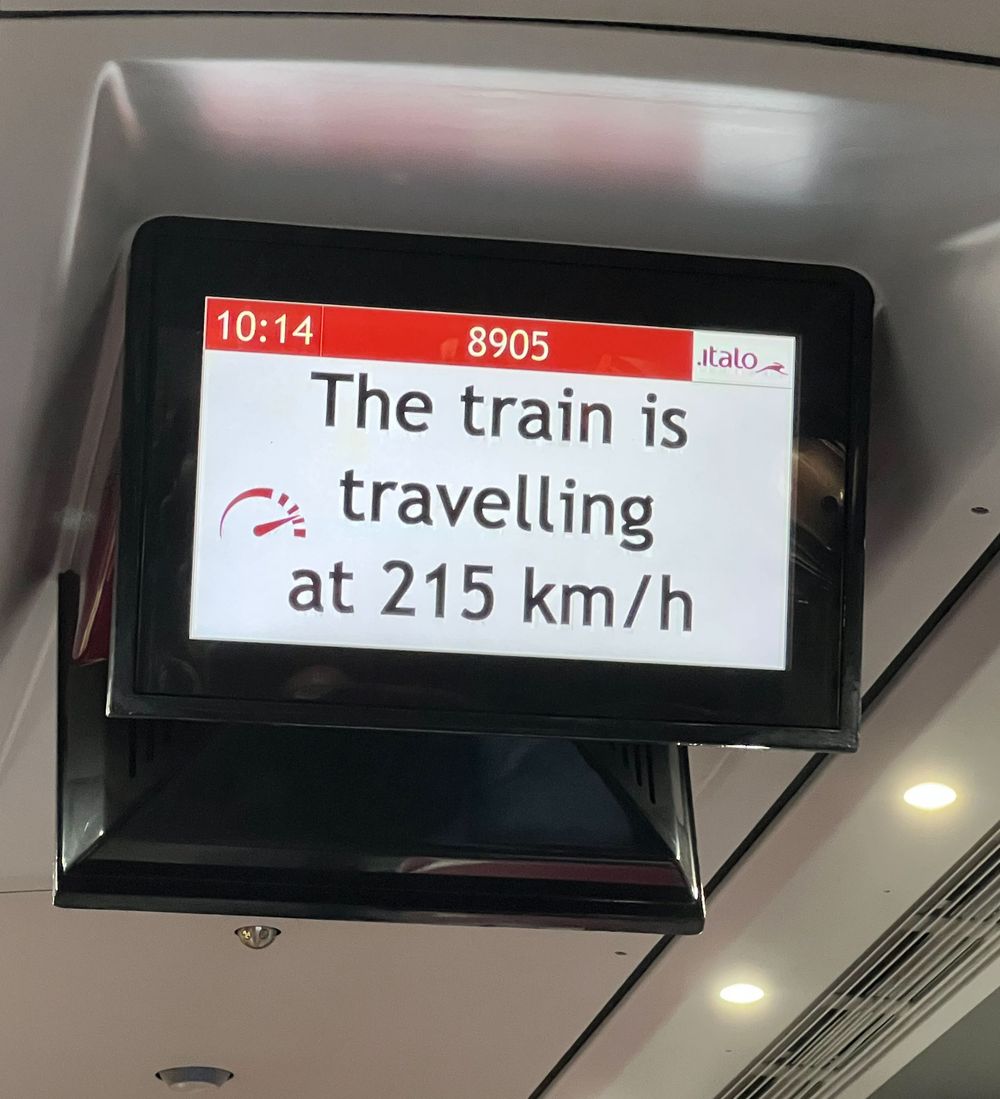 10:14 8905 .italo
The train is
travelling
at 215 km/h